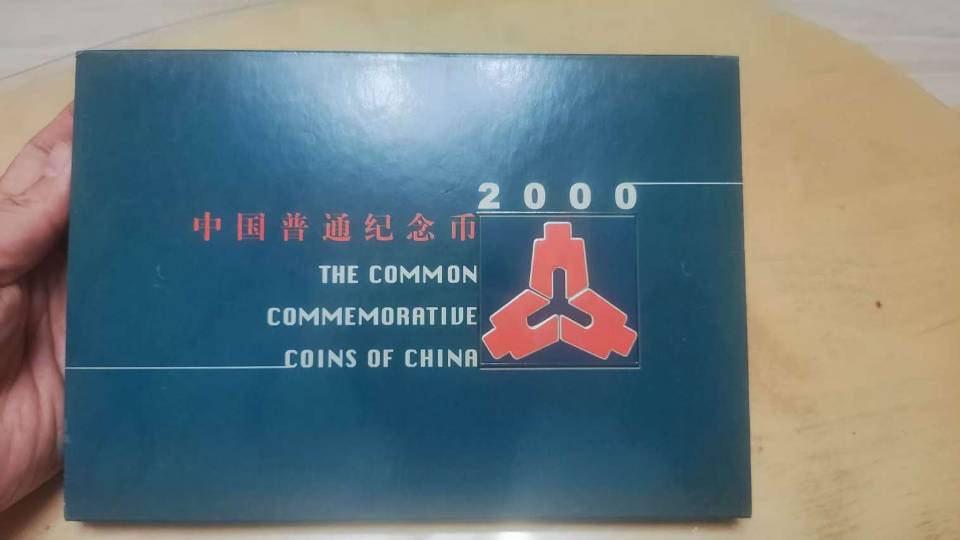 2000
中国普通纪念币
THE COMMON
COMMEMORATIVE
COINS OF CHINA